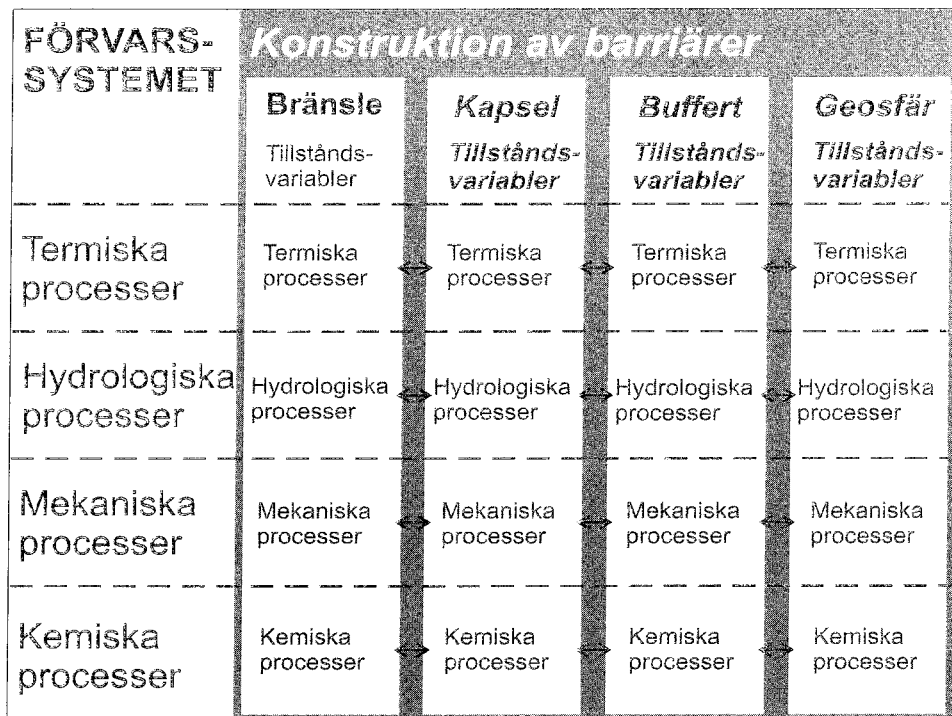 FÖRVARS-
SYSTEMET
Konstruktion av barriärer
Bränsle
Kapsel
Buffert
Geosfär
Tillstånds-
variabler
Tillstånds-
variabler
Tillstånds-
variabler
Tillstånds-
variabler
Termiska
processer
Termiska
processer
Termiska
processer
Termiska
processer
Termiska
processer
Hydrologiska
processer
Hydrologiska
processer
Hydrologiska
processer
Hydrologiska
processer
Hydrologiska
processer
Mekaniska
processer
Mekaniska
processer
Mekaniska
processer
Mekaniska
processer
Mekaniska
processer
Kemiska
processer
Kemiska
processer
Kemiska
processer
Kemiska
processer
Kemiska
processer